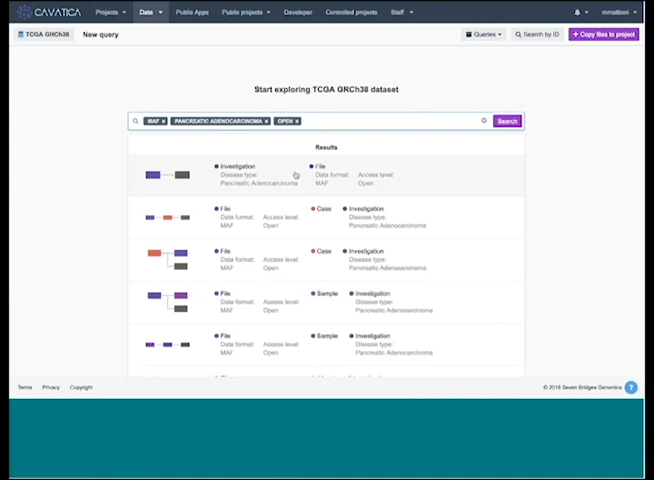 CAVATICA Projects Data Public Apps Public projects Developer Controlled projects Staff mmattioni
TCGA GRCh38 New query Queries Search by ID + Copy files to project
Start exploring TCGA GRCh38 dataset
MAF × PANCREATIC ADENOCARCINOMA × OPEN × Search
Results
Investigation File
Disease type: Data format: Access level:
Pancreatic Adenocarcinoma MAF Open
File Case Investigation
Data format: Access level: Disease type:
MAF Open Pancreatic Adenocarcinoma
File Case Investigation
Data format: Access level: Disease type:
MAF Open Pancreatic Adenocarcinoma
File Sample Investigation
Data format: Access level: Disease type:
MAF Open Pancreatic Adenocarcinoma
File Sample Investigation
Data format: Access level: Disease type:
MAF Open Pancreatic Adenocarcinoma
Terms Privacy Copyright © 2018 Seven Bridges Genomics ?